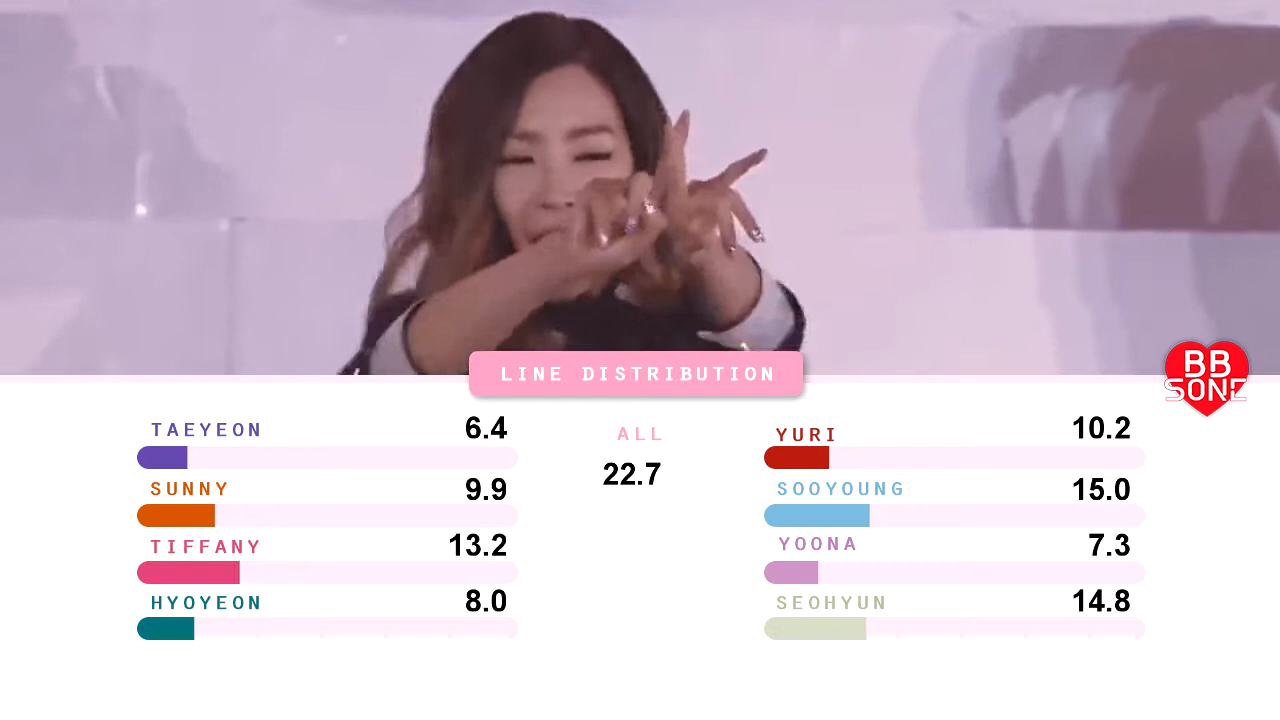 LINE DISTRIBUTION
BB
SONE
TAEYEON 6.4
SUNNY 9.9
TIFFANY 13.2
HYOYEON 8.0
ALL
22.7
YURI 10.2
SOOYOUNG 15.0
YOONA 7.3
SEOHYUN 14.8